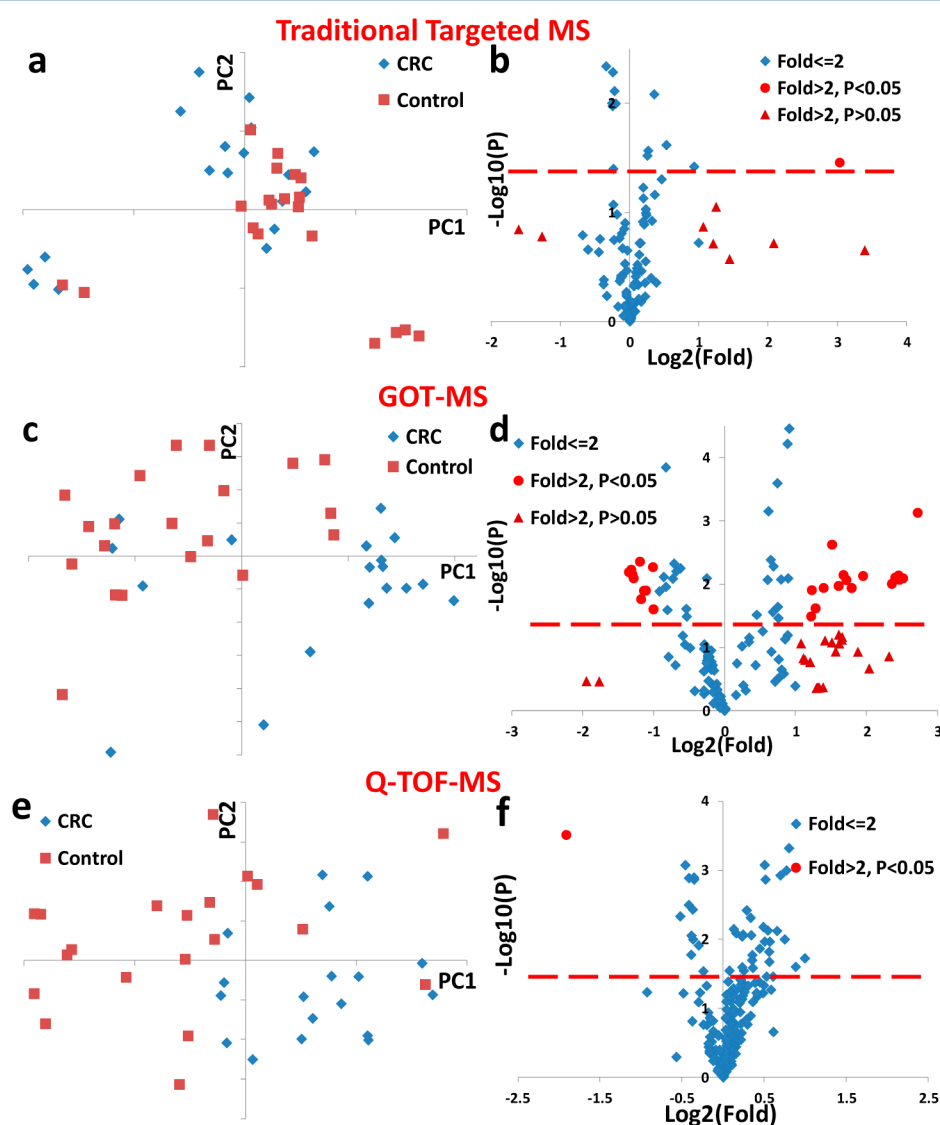 Traditional Targeted MS
a
PC2
CRC
Control
PC1
b
-Log10(P)
Fold<=2
Fold>2, P<0.05
Fold>2, P>0.05
2
1
0
-2
-1
0
1
2
3
4
Log2(Fold)
GOT-MS
c
PC2
CRC
Control
PC1
d
-Log10(P)
Fold<=2
Fold>2, P<0.05
Fold>2, P>0.05
4
3
2
1
0
-3
-2
-1
0
1
2
3
Log2(Fold)
Q-TOF-MS
e
PC2
CRC
Control
PC1
f
-Log10(P)
Fold<=2
Fold>2, P<0.05
4
3
2
1
0
-2.5
-1.5
-0.5
0.5
1.5
2.5
Log2(Fold)